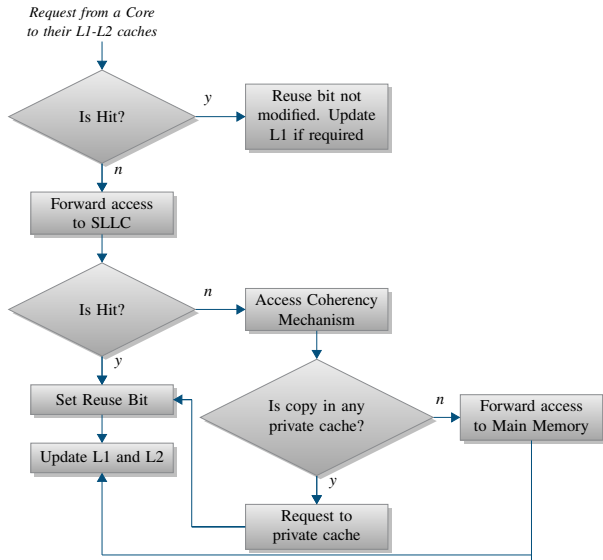 Request from a Core
to their L1-L2 caches
Is Hit?
y
Reuse bit not
modified. Update
L1 if required
n
Forward access
to SLLC
Is Hit?
n
Access Coherency
Mechanism
y
Set Reuse Bit
Is copy in any
private cache?
n
Forward access
to Main Memory
Update L1 and L2
y
Request to
private cache